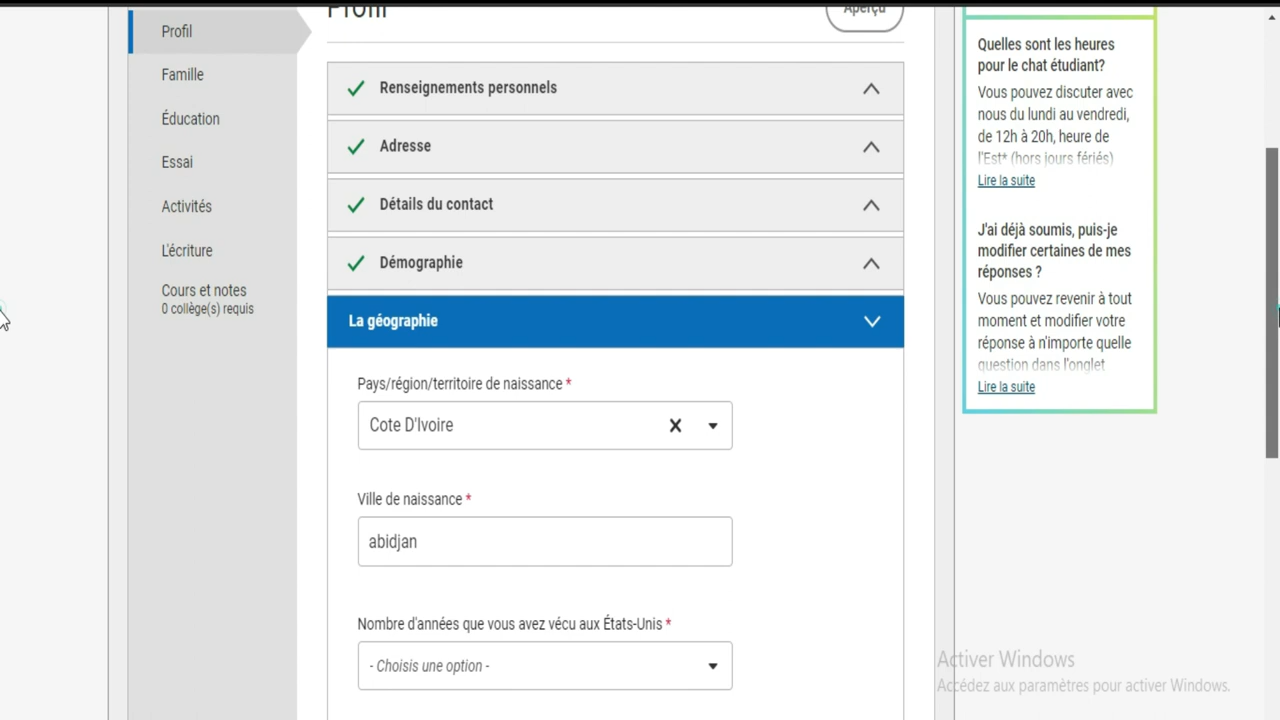 Profil
Aperçu
Profil
Famille
Éducation
Essai
Activités
L'écriture
Cours et notes
0 collège(s) requis
Renseignements personnels
Adresse
Détails du contact
Démographie
La géographie
Pays/région/territoire de naissance *
Cote D'Ivoire
Ville de naissance *
abidjan
Nombre d'années que vous avez vécu aux États-Unis *
- Choisis une option -
Quelles sont les heures
pour le chat étudiant?
Vous pouvez discuter avec
nous du lundi au vendredi,
de 12h à 20h, heure de
l'Est* (hors jours fériés)
Lire la suite
J'ai déjà soumis, puis-je
modifier certaines de mes
réponses ?
Vous pouvez revenir à tout
moment et modifier votre
réponse à n'importe quelle
question dans l'onglet
Lire la suite
Activer Windows
Accédez aux paramètres pour activer Windows.